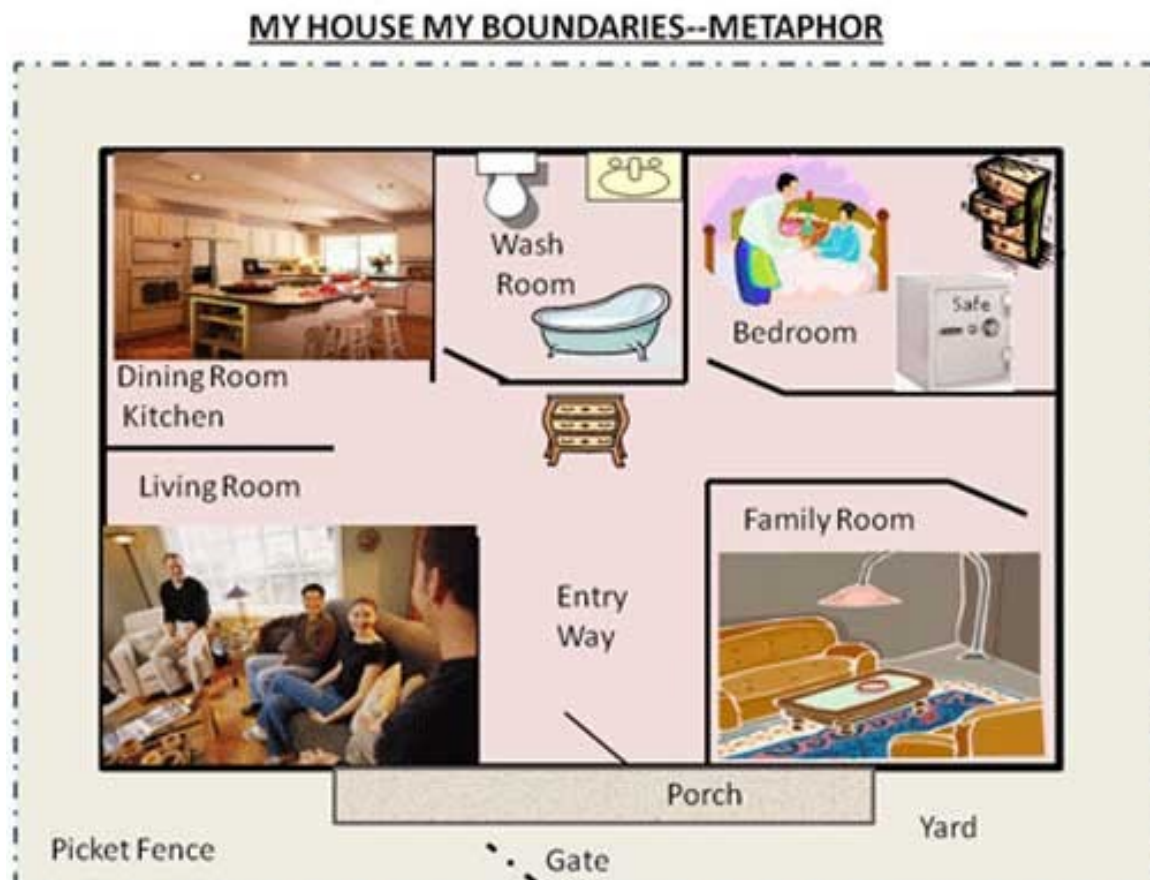 MY HOUSE MY BOUNDARIES--METAPHOR
Wash
Room
Safe
Bedroom
Dining Room
Kitchen
Living Room
Family Room
Entry
Way
Porch
Yard
Picket Fence
Gate